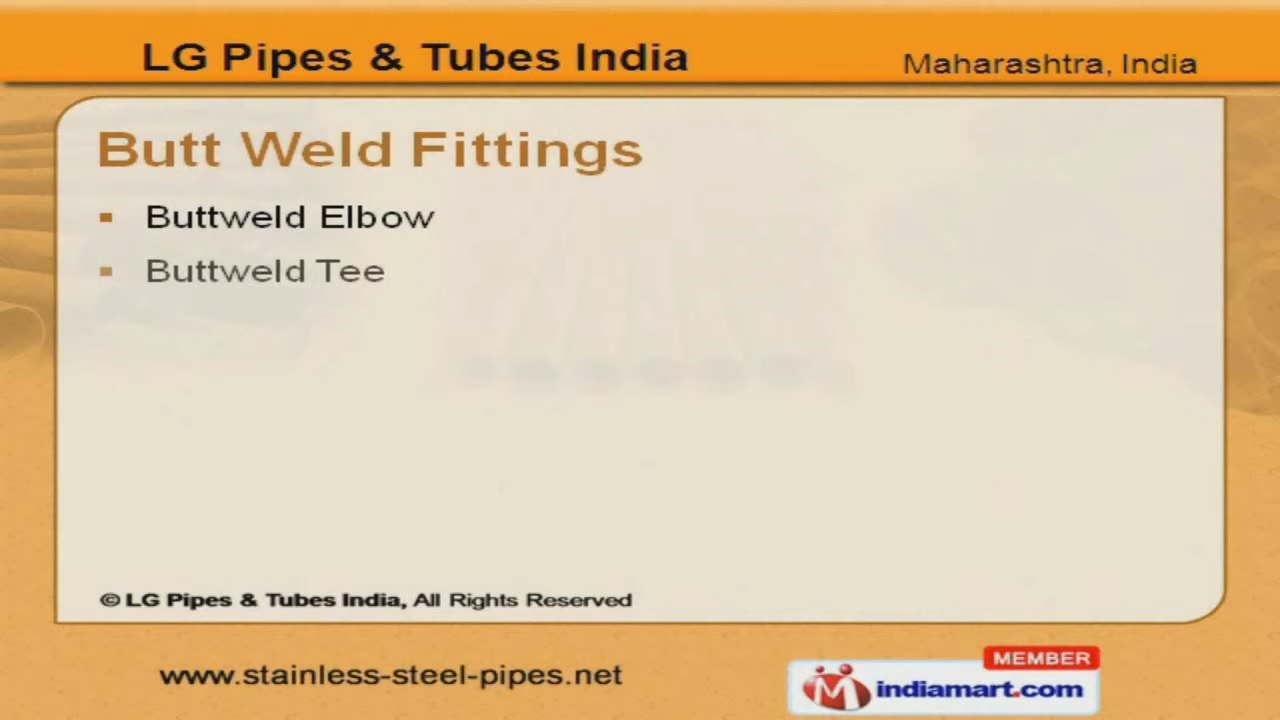 LG Pipes & Tubes India
Maharashtra, India
Butt Weld Fittings
▪ Buttweld Elbow
▪ Buttweld Tee
© LG Pipes & Tubes India, All Rights Reserved
www.stainless-steel-pipes.net
MEMBER
indiamart.com